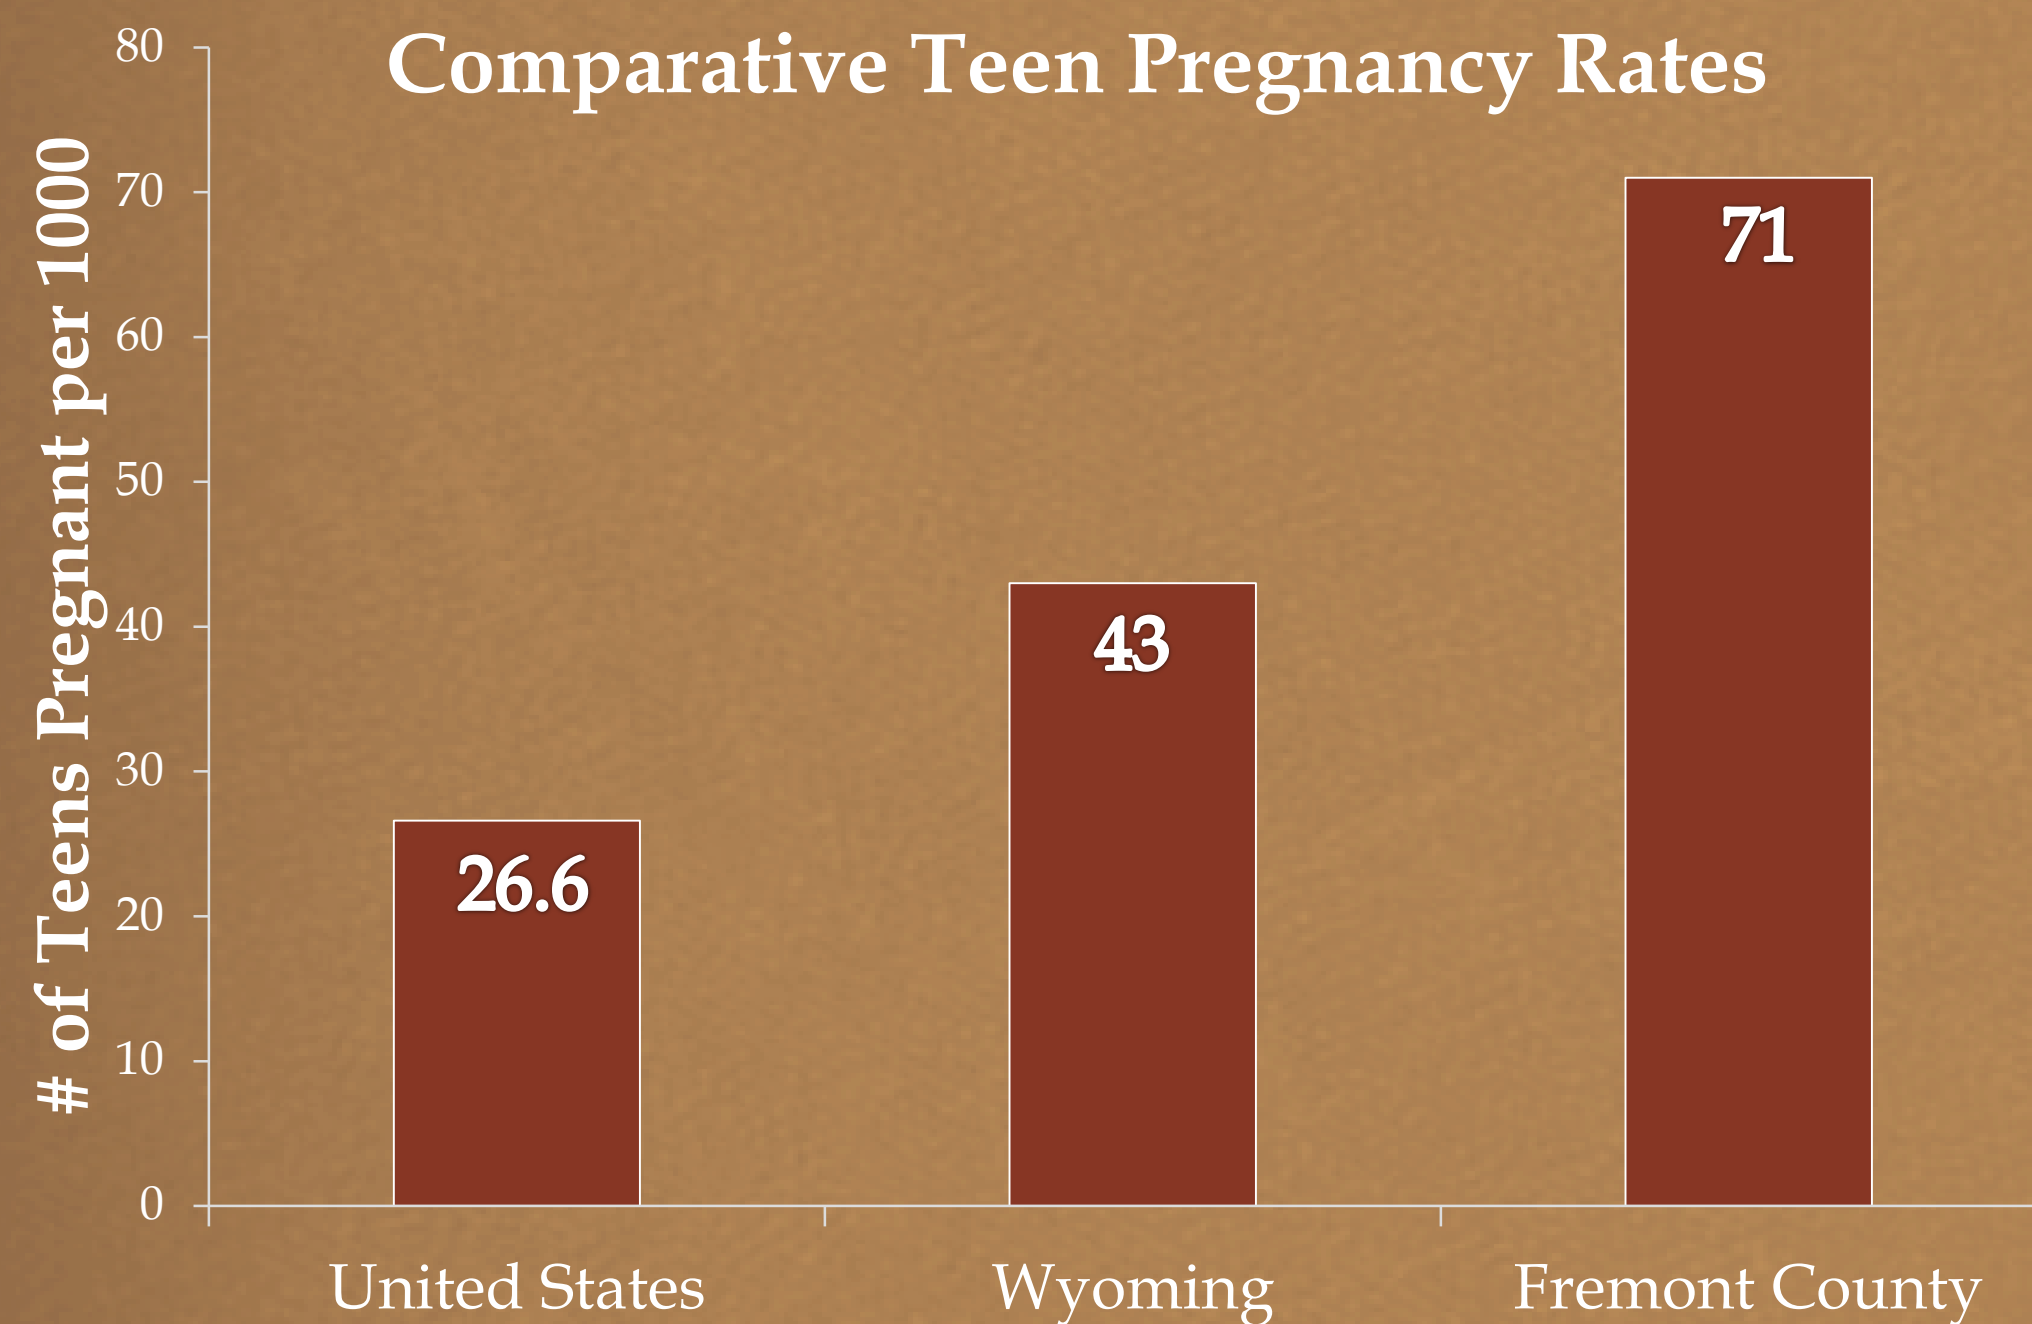 Comparative Teen Pregnancy Rates
# of Teens Pregnant per 1000
80
70
60
50
40
30
20
10
0
26.6
43
71
United States
Wyoming
Fremont County